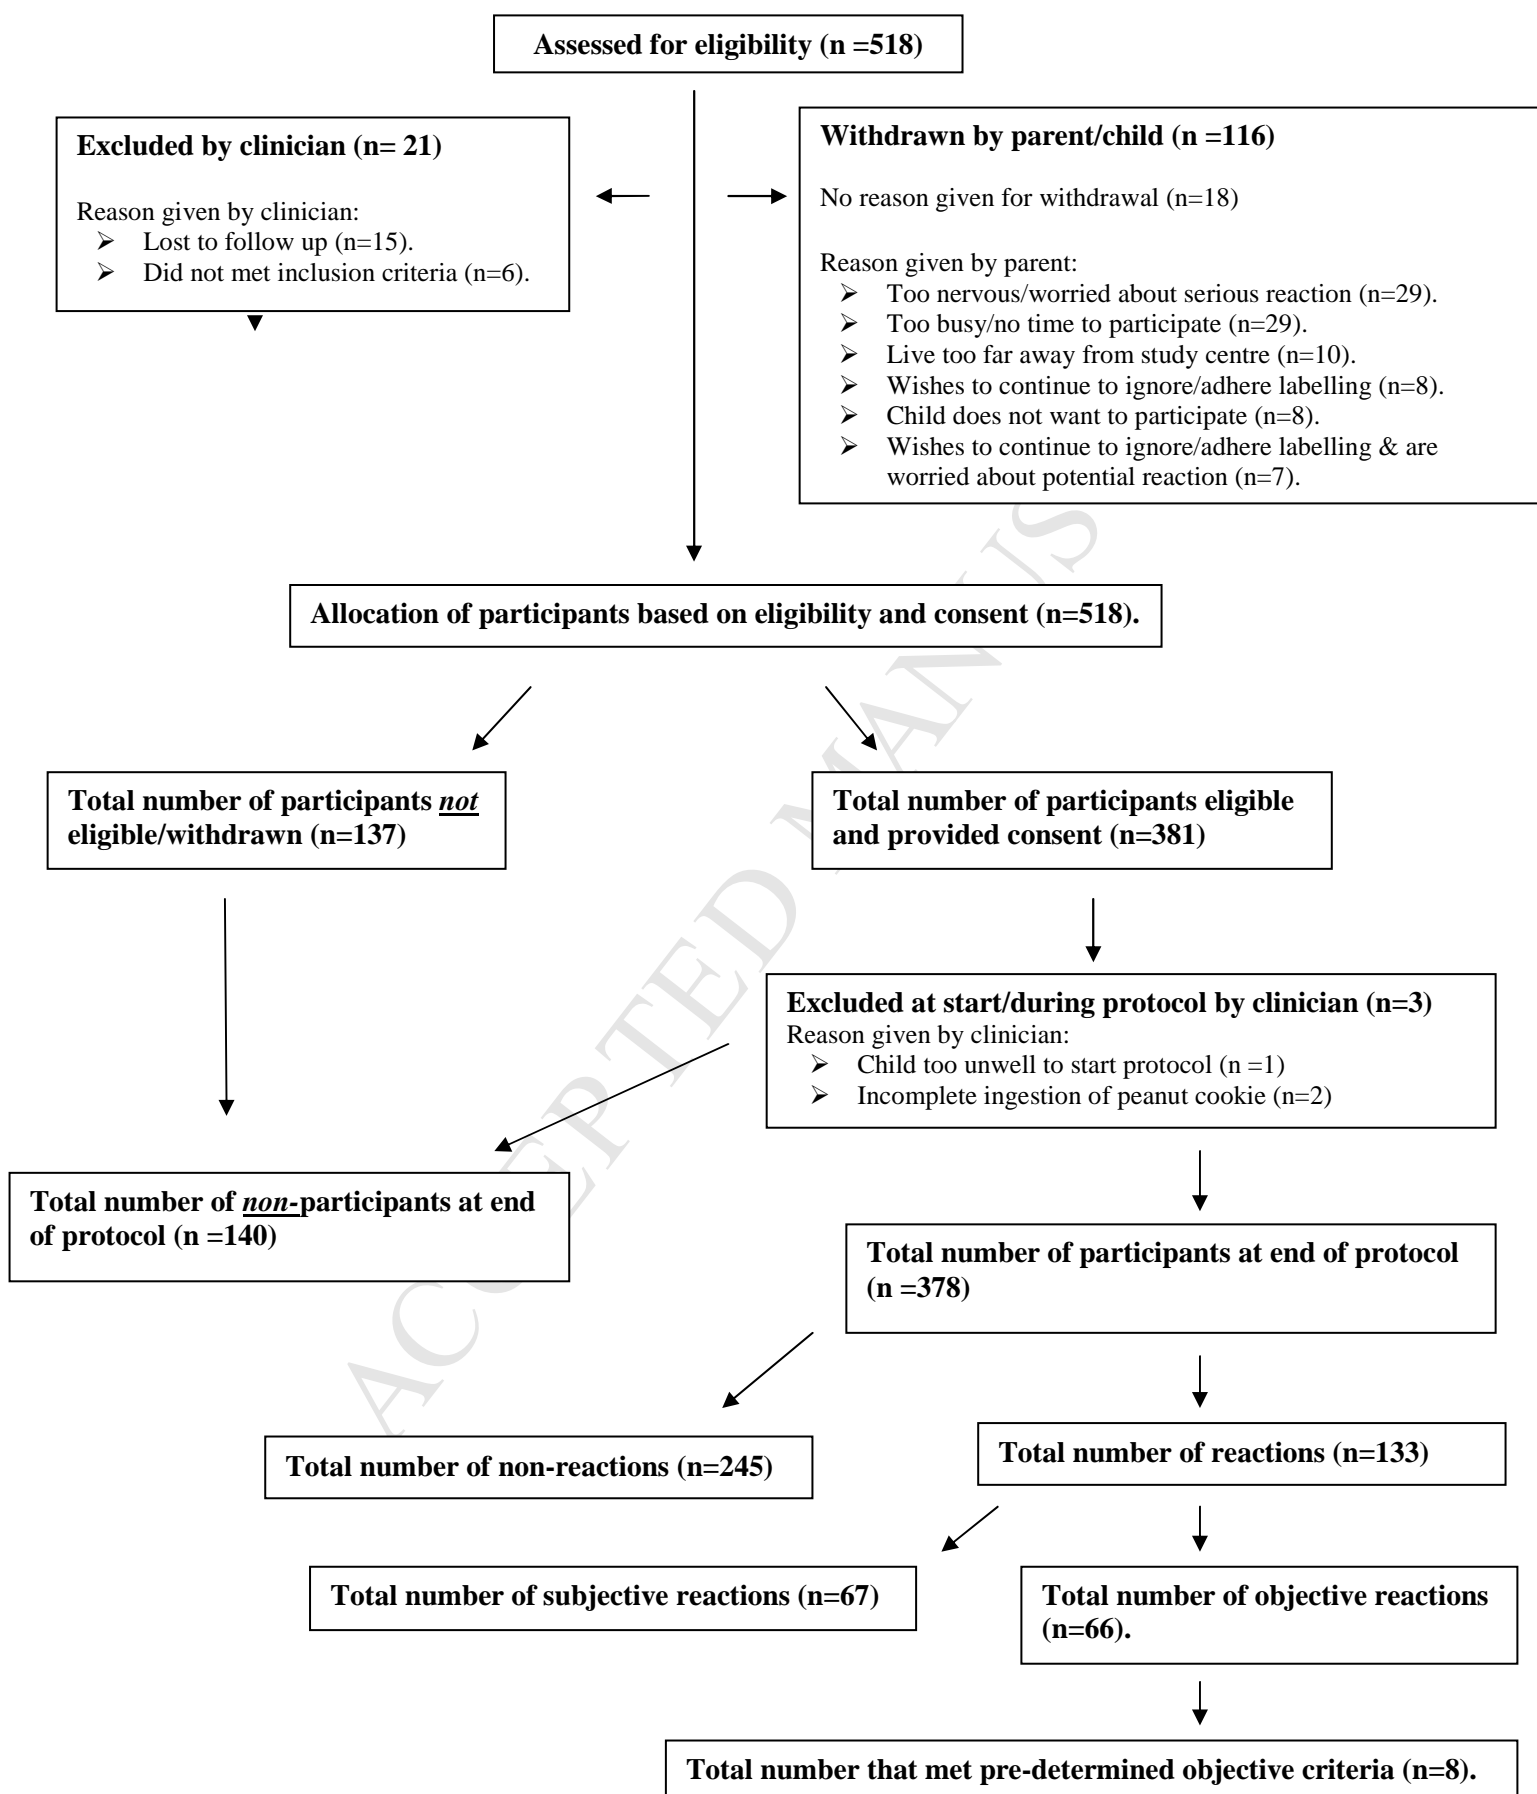 Assessed for eligibility (n =518)
Excluded by clinician (n= 21)
Reason given by clinician:
➢ Lost to follow up (n=15).
➢ Did not met inclusion criteria (n=6).
Withdrawn by parent/child (n =116)
No reason given for withdrawal (n=18)
Reason given by parent:
➢ Too nervous/worried about serious reaction (n=29).
➢ Too busy/no time to participate (n=29).
➢ Live too far away from study centre (n=10).
➢ Wishes to continue to ignore/adhere labelling (n=8).
➢ Child does not want to participate (n=8).
➢ Wishes to continue to ignore/adhere labelling & are
worried about potential reaction (n=7).
Allocation of participants based on eligibility and consent (n=518).
Total number of participants not
eligible/withdrawn (n=137)
Total number of participants eligible
and provided consent (n=381)
Excluded at start/during protocol by clinician (n=3)
Reason given by clinician:
➢ Child too unwell to start protocol (n =1)
➢ Incomplete ingestion of peanut cookie (n=2)
Total number of non-participants at end
of protocol (n =140)
Total number of participants at end of protocol
(n =378)
Total number of non-reactions (n=245)
Total number of reactions (n=133)
Total number of subjective reactions (n=67)
Total number of objective reactions
(n=66).
Total number that met pre-determined objective criteria (n=8).
ACCEPTED MANUS